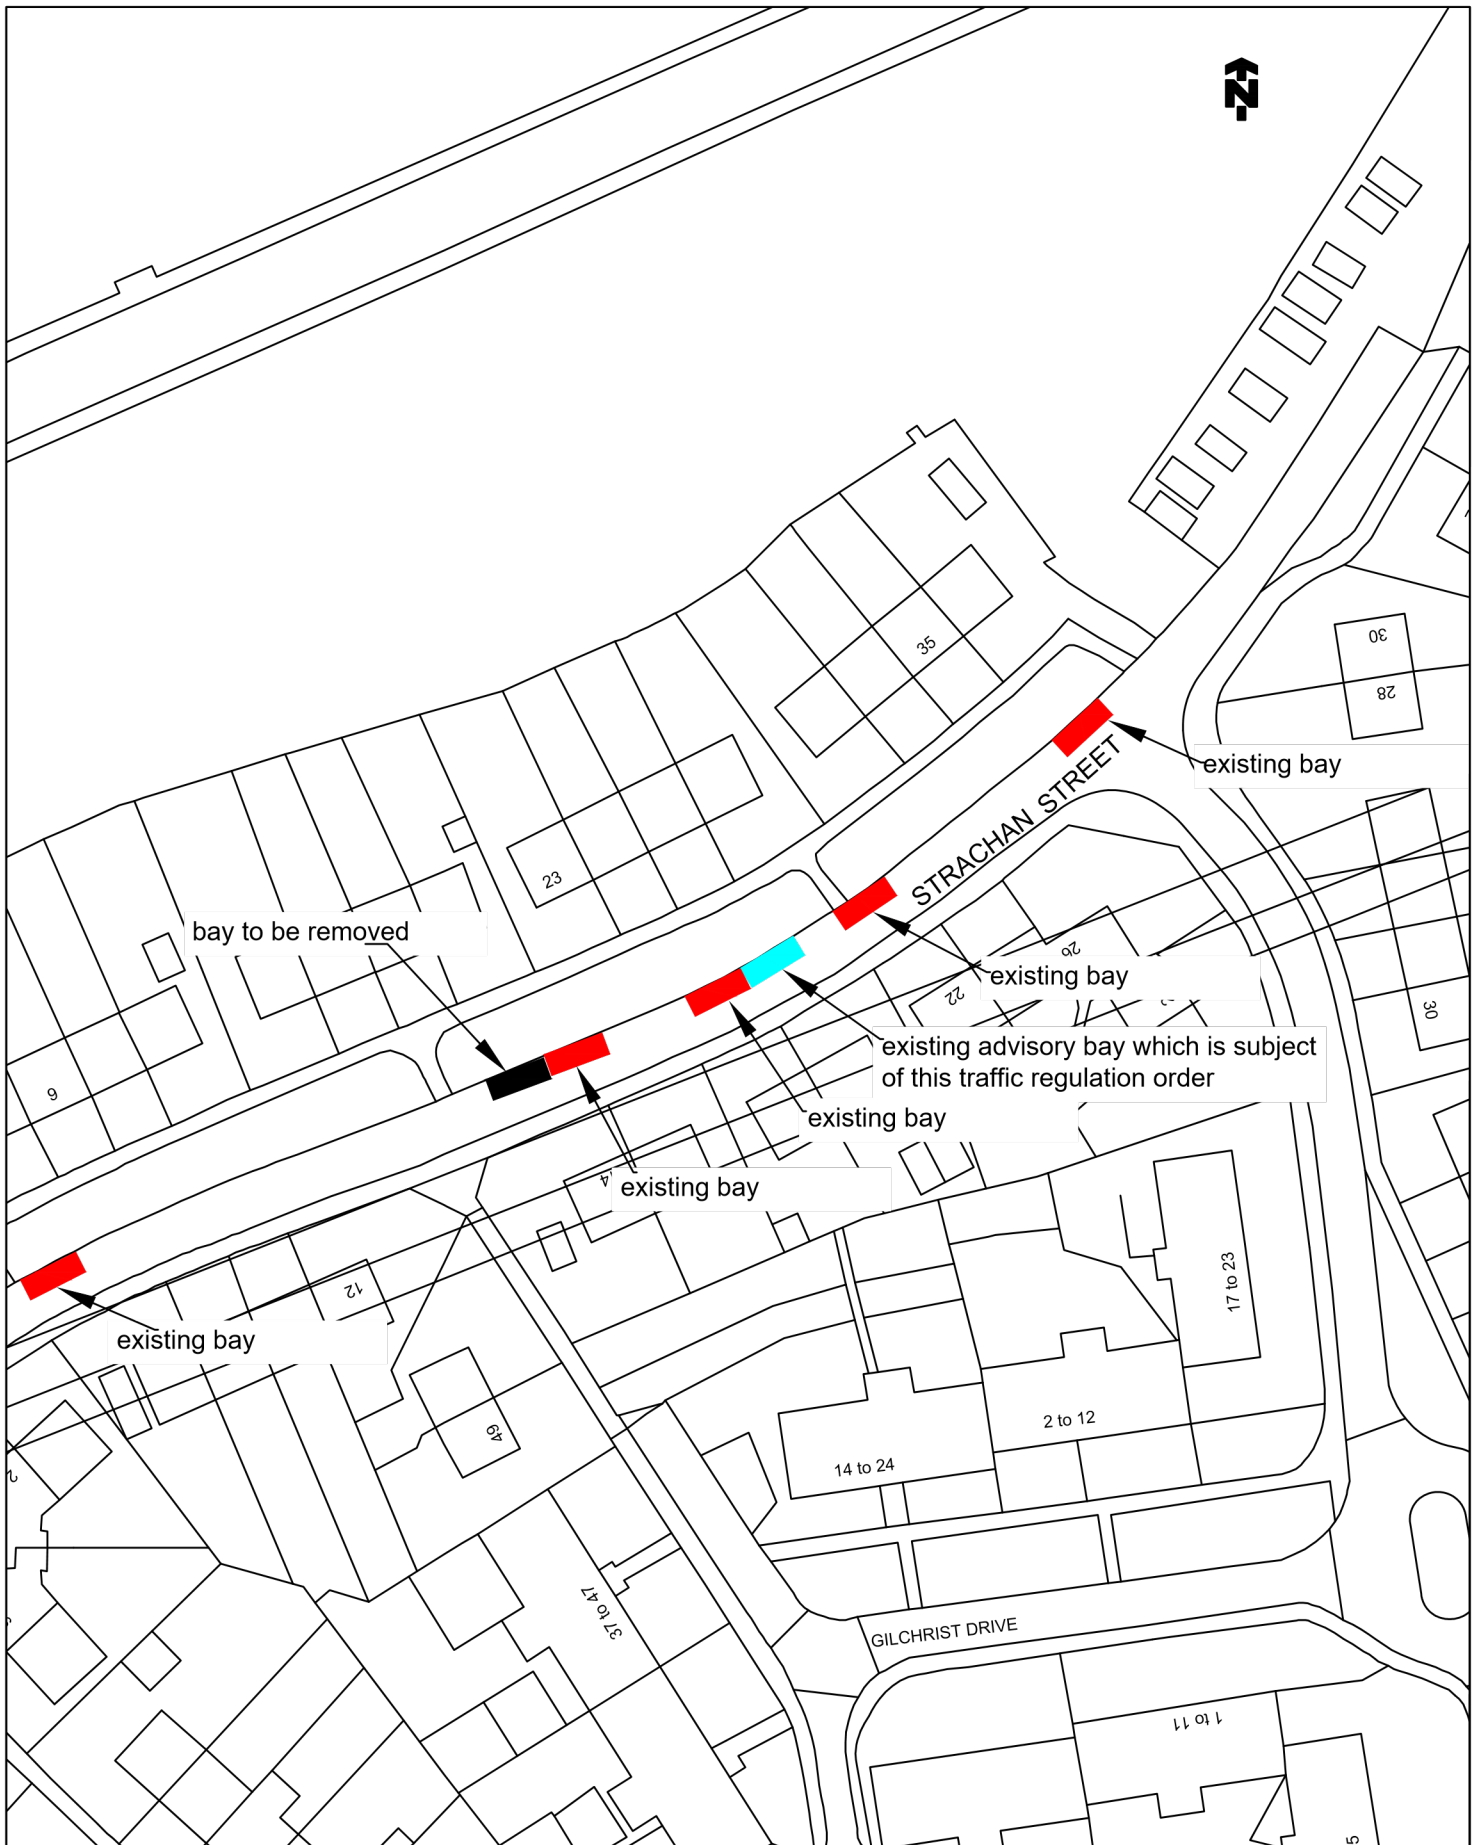 N
35
30
28
existing bay
STRACHAN STREET
23
bay to be removed
26
existing bay
22
30
9
existing advisory bay which is subject
of this traffic regulation order
existing bay
14
existing bay
17 to 23
12
existing bay
49
2 to 12
14 to 24
2
37 to 47
GILCHRIST DRIVE
1 to 11